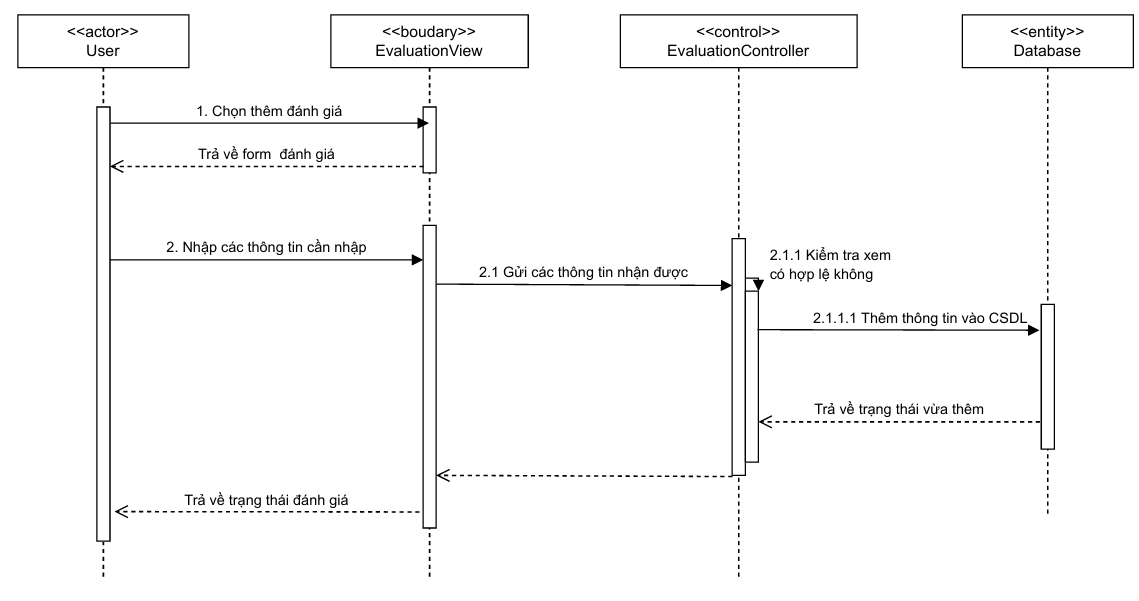 <<actor>>
User
<<boudary>>
EvaluationView
<<control>>
EvaluationController
<<entity>>
Database
1. Chọn thêm đánh giá
Trả về form đánh giá
2. Nhập các thông tin cần nhập
2.1 Gửi các thông tin nhận được
2.1.1 Kiểm tra xem
có hợp lệ không
2.1.1.1 Thêm thông tin vào CSDL
Trả về trạng thái vừa thêm
Trả về trạng thái đánh giá